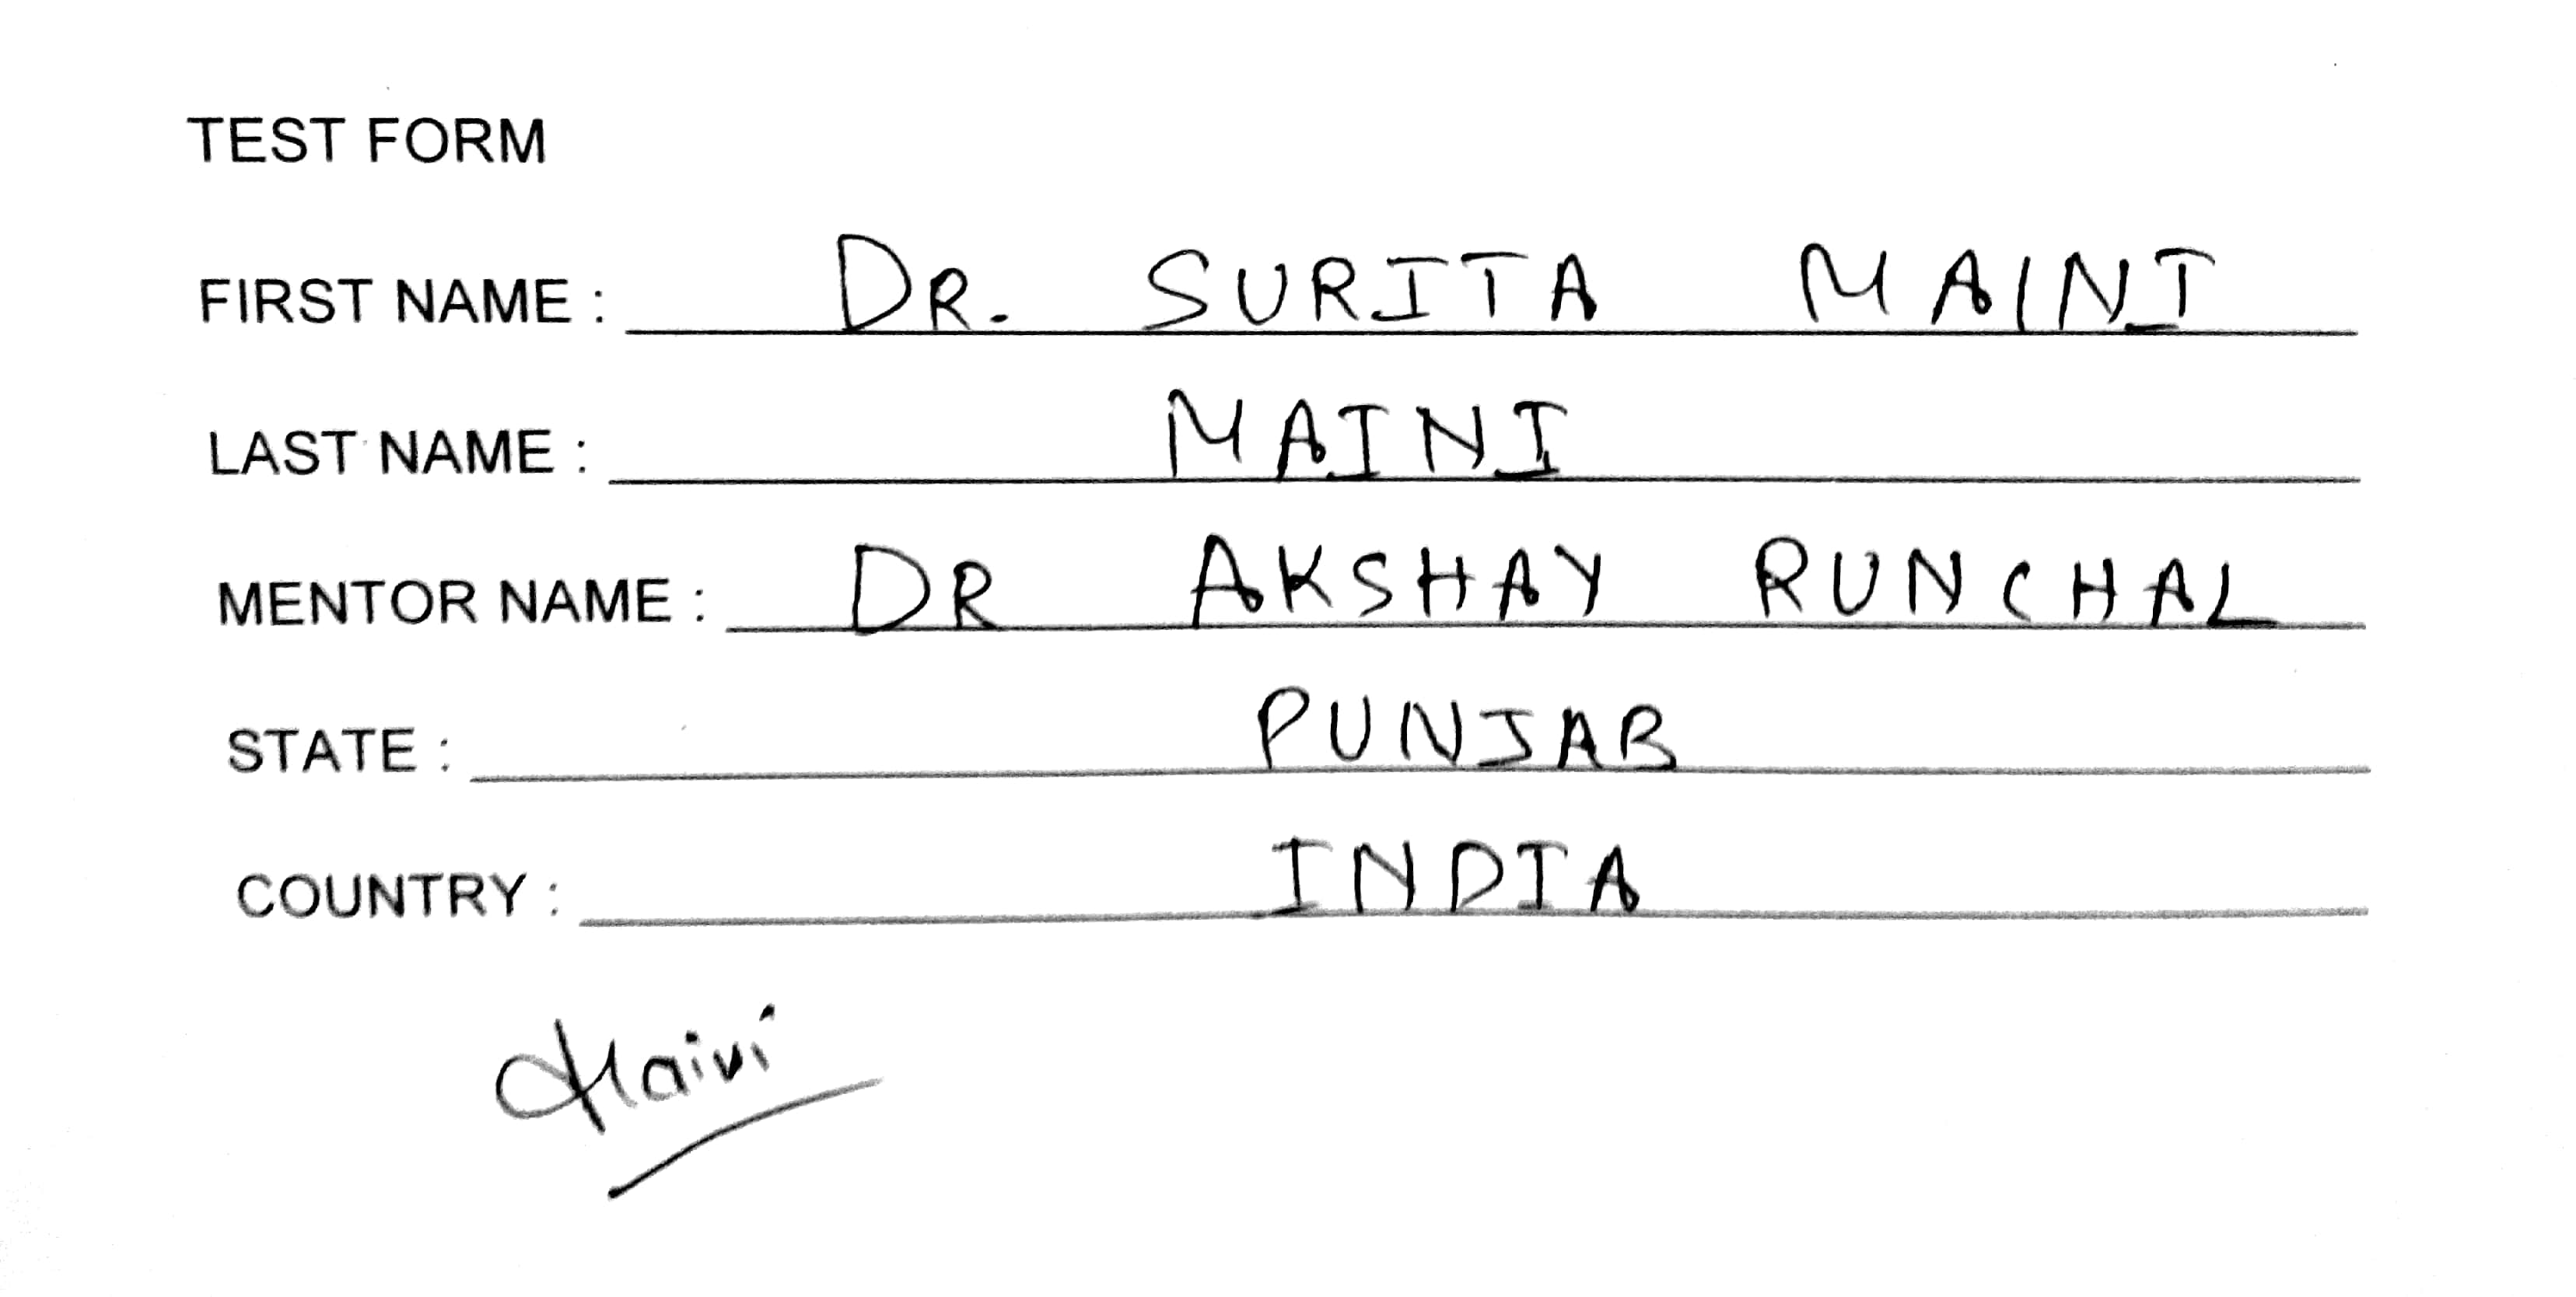 TEST FORM
FIRST NAME : DR. SURITA MAINI
LAST NAME : MAINI
MENTOR NAME : DR AKSHAY RUNCHAL
STATE : PUNJAB
COUNTRY : INDIA
Maini